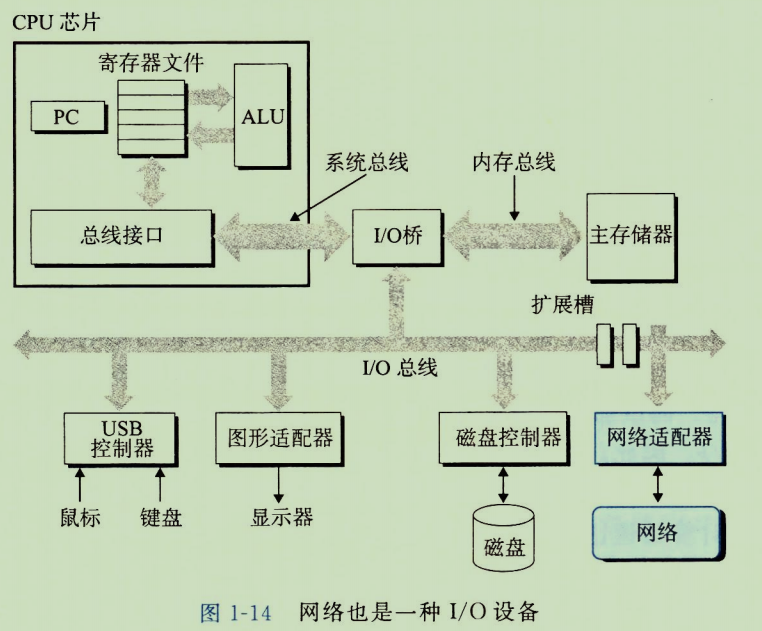 CPU 芯片
寄存器文件
PC
ALU
系统总线
内存总线
总线接口
I/O桥
主存储器
扩展槽
I/O 总线
USB
控制器
图形适配器
磁盘控制器
网络适配器
鼠标
键盘
显示器
磁盘
网络
图 1-14 网络也是一种 I/O 设备